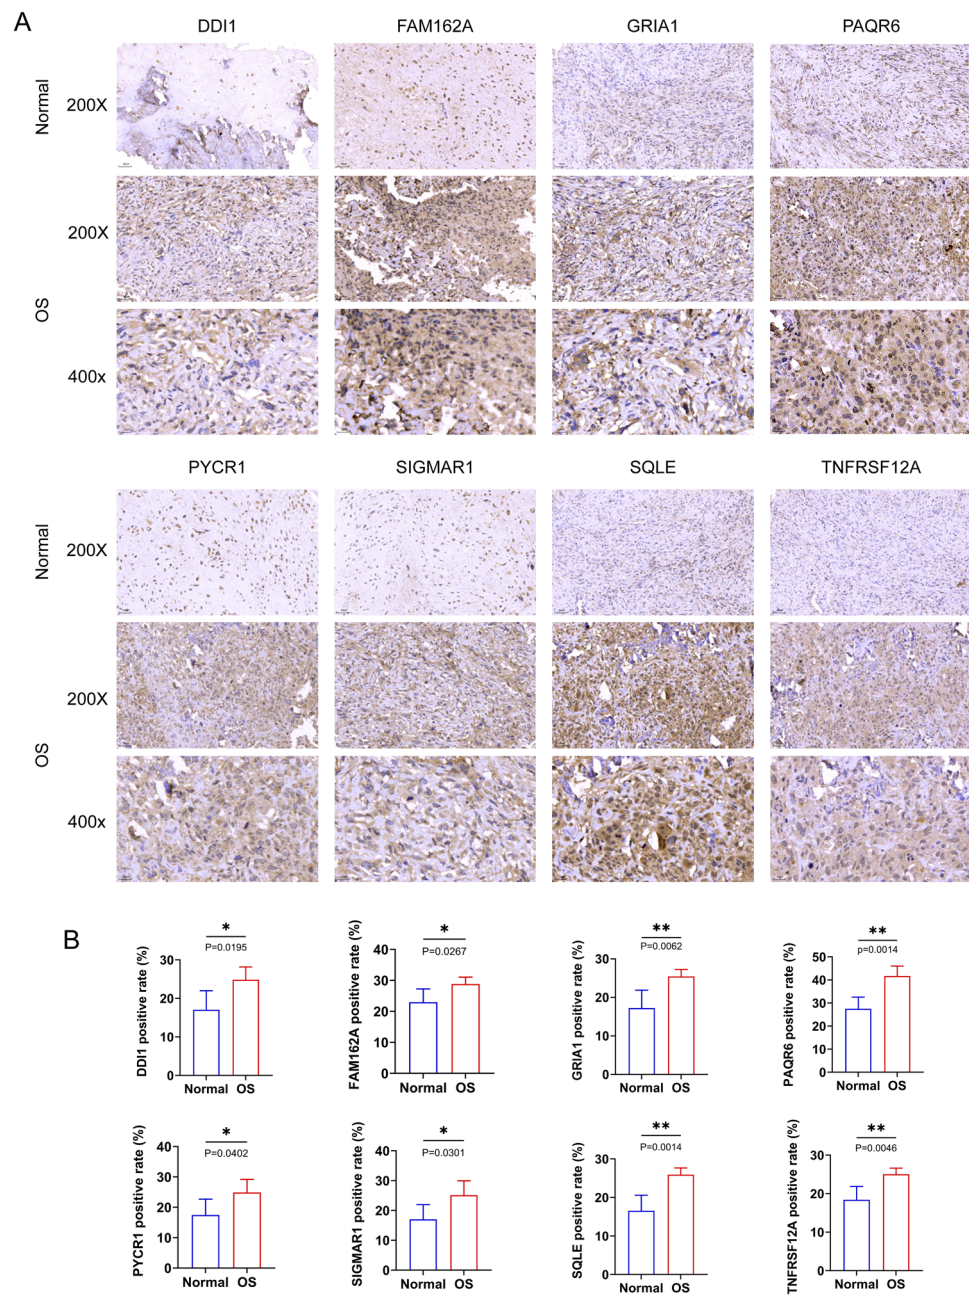 A
DDI1 FAM162A GRIA1 PAQR6
Normal
200X
OS
200X
400x
PYCR1 SIGMAR1 SQLE TNFRSF12A
Normal
200X
OS
200X
400x
B
DDI1 positive rate (%)
*
P=0.0195
30
20
10
0
Normal OS
FAM162A positive rate (%)
*
P=0.0267
40
30
20
10
0
Normal OS
GRIA1 positive rate (%)
**
P=0.0062
30
20
10
0
Normal OS
PAQR6 positive rate (%)
**
p=0.0014
50
40
30
20
10
0
Normal OS
PYCR1 positive rate (%)
*
P=0.0402
40
30
20
10
0
Normal OS
SIGMAR1 positive rate (%)
*
P=0.0301
40
30
20
10
0
Normal OS
SQLE positive rate (%)
**
P=0.0014
30
20
10
0
Normal OS
TNFRSF12A positive rate (%)
**
P=0.0046
30
20
10
0
Normal OS